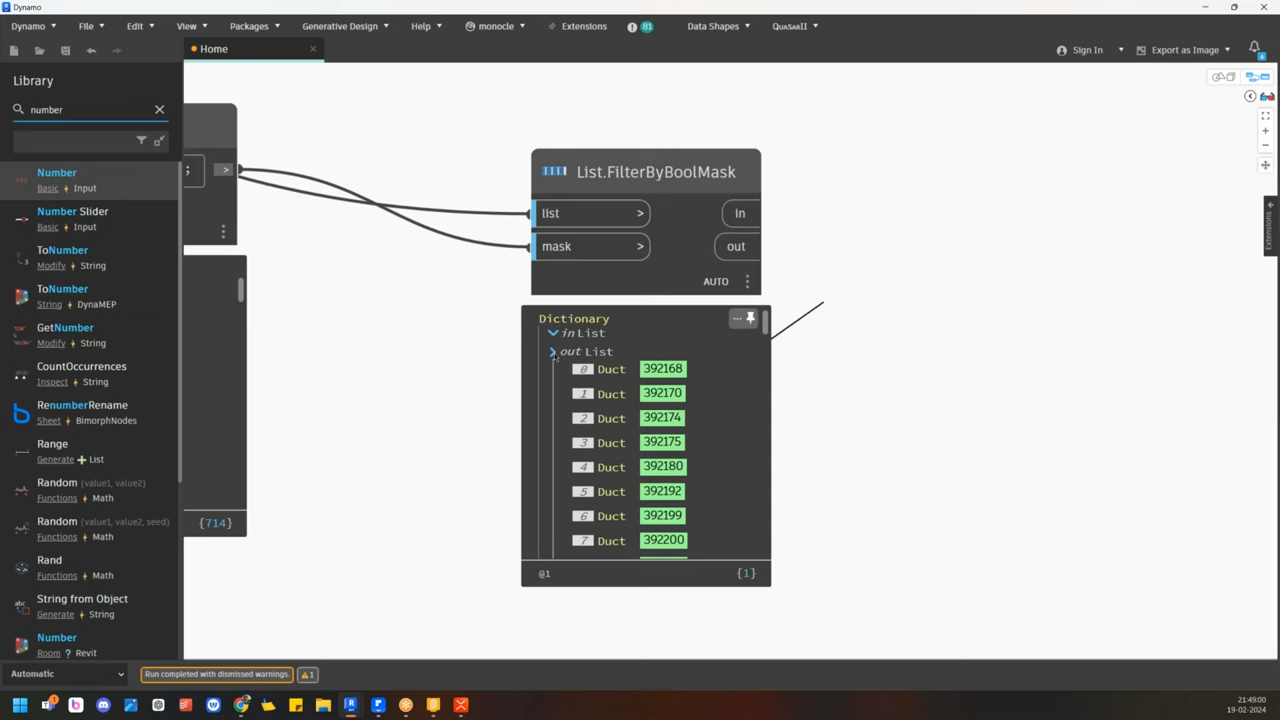 Dynamo
Dynamo File Edit View Packages Generative Design Help monocle Extensions 81 Data Shapes QUASARII
Home
Sign In Export as Image 6
Library
number
Number
Basic Input
Number Slider
Basic Input
ToNumber
Modify String
ToNumber
String DynaMEP
GetNumber
Modify String
CountOccurrences
Inspect String
RenumberRename
Sheet BimorphNodes
Range
Generate List
Random (value1, value2)
Functions Math
Random (value1, value2, seed)
Functions Math
Rand
Functions Math
String from Object
Generate String
Number
Room ? Revit
; >
{714}
List.FilterByBoolMask
list > in
mask > out
AUTO
Dictionary
in List
out List
0 Duct 392168
1 Duct 392170
2 Duct 392174
3 Duct 392175
4 Duct 392180
5 Duct 392192
6 Duct 392199
7 Duct 392200
@1 {1}
Extensions
Automatic Run completed with dismissed warnings. 1
21:49:00
19-02-2024